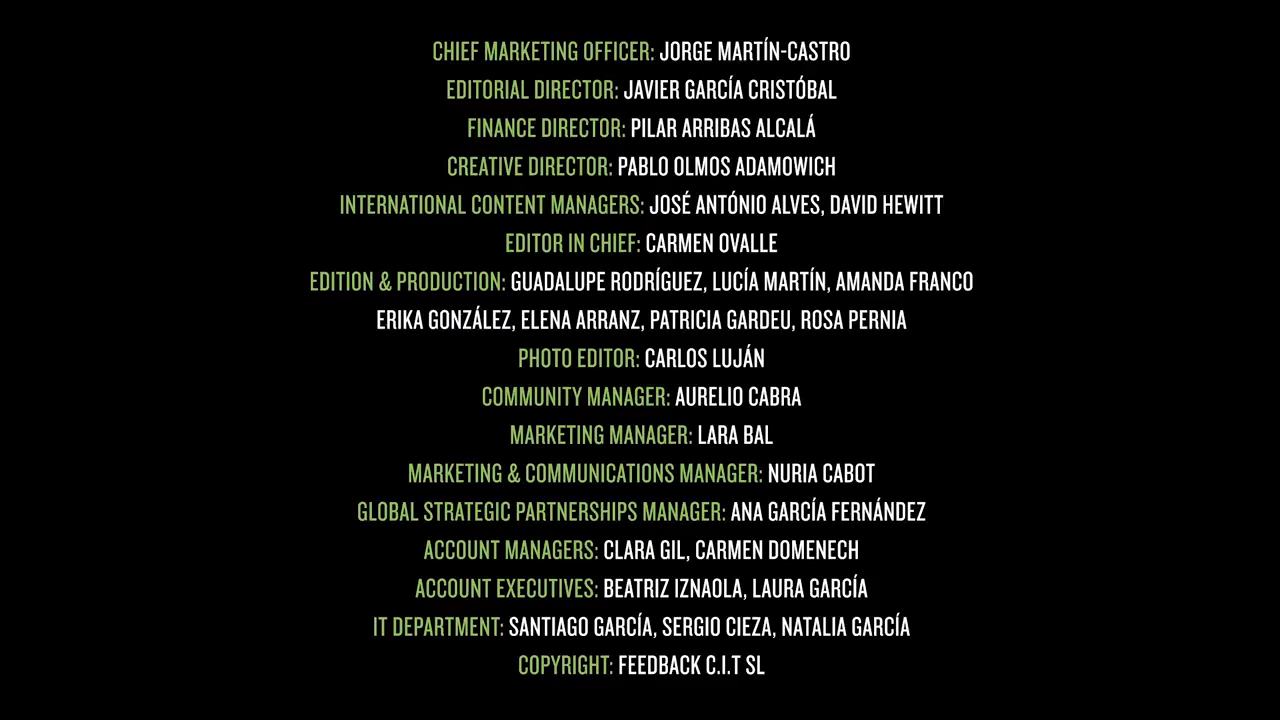 CHIEF MARKETING OFFICER: JORGE MARTÍN-CASTRO
EDITORIAL DIRECTOR: JAVIER GARCÍA CRISTÓBAL
FINANCE DIRECTOR: PILAR ARRIBAS ALCALÁ
CREATIVE DIRECTOR: PABLO OLMOS ADAMOWICH
INTERNATIONAL CONTENT MANAGERS: JOSÉ ANTÓNIO ALVES, DAVID HEWITT
EDITOR IN CHIEF: CARMEN OVALLE
EDITION & PRODUCTION: GUADALUPE RODRÍGUEZ, LUCÍA MARTÍN, AMANDA FRANCO
ERIKA GONZÁLEZ, ELENA ARRANZ, PATRICIA GARDEU, ROSA PERNIA
PHOTO EDITOR: CARLOS LUJÁN
COMMUNITY MANAGER: AURELIO CABRA
MARKETING MANAGER: LARA BAL
MARKETING & COMMUNICATIONS MANAGER: NURIA CABOT
GLOBAL STRATEGIC PARTNERSHIPS MANAGER: ANA GARCÍA FERNÁNDEZ
ACCOUNT MANAGERS: CLARA GIL, CARMEN DOMENECH
ACCOUNT EXECUTIVES: BEATRIZ IZNAOLA, LAURA GARCÍA
IT DEPARTMENT: SANTIAGO GARCÍA, SERGIO CIEZA, NATALIA GARCÍA
COPYRIGHT: FEEDBACK C.I.T SL